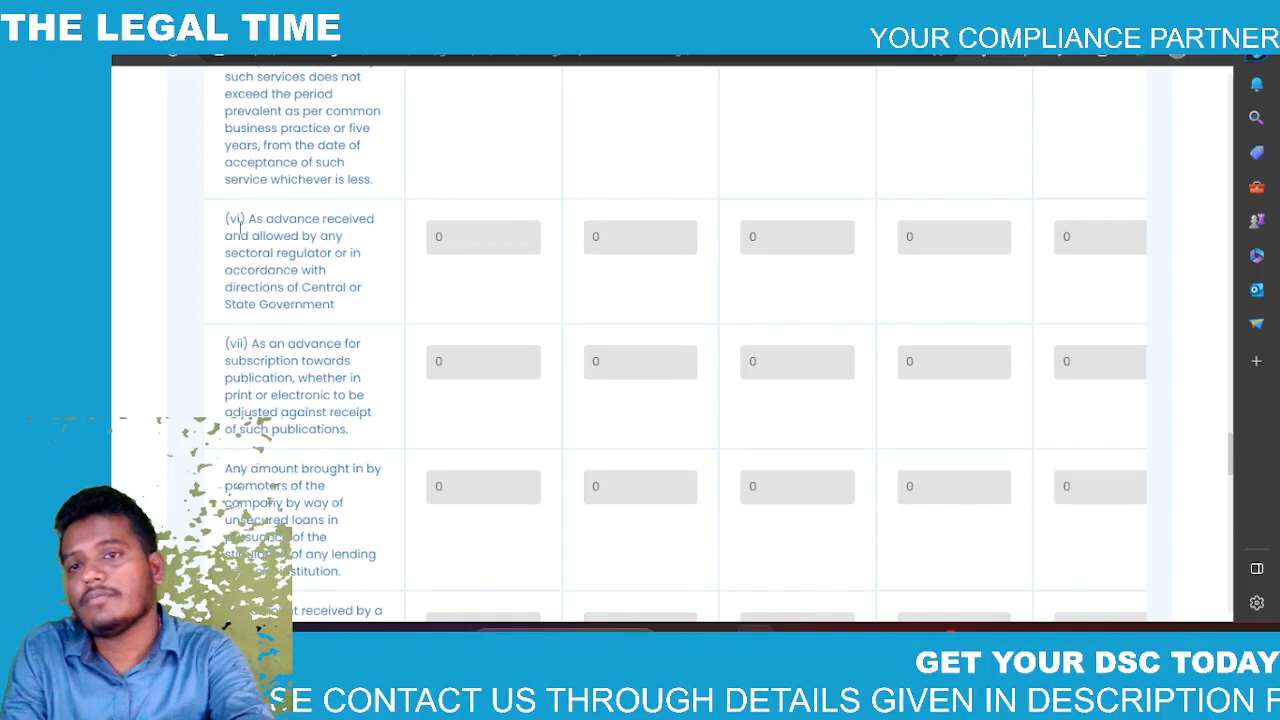 THE LEGAL TIME
YOUR COMPLIANCE PARTNER
such services does not
exceed the period
prevalent as per common
business practice or five
years, from the date of
acceptance of such
service whichever is less.
(vi) As advance received
and allowed by any
sectoral regulator or in
accordance with
directions of Central or
State Government
0 0 0 0 0
(vii) As an advance for
subscription towards
publication, whether in
print or electronic to be
adjusted against receipt
of such publications.
0 0 0 0 0
Any amount brought in by
promoters of the
company by way of
unsecured loans in
pursuance of the
of any lending
0 0 0 0 0
received by a
GET YOUR DSC TODAY
SE CONTACT US THROUGH DETAILS GIVEN IN DESCRIPTION F